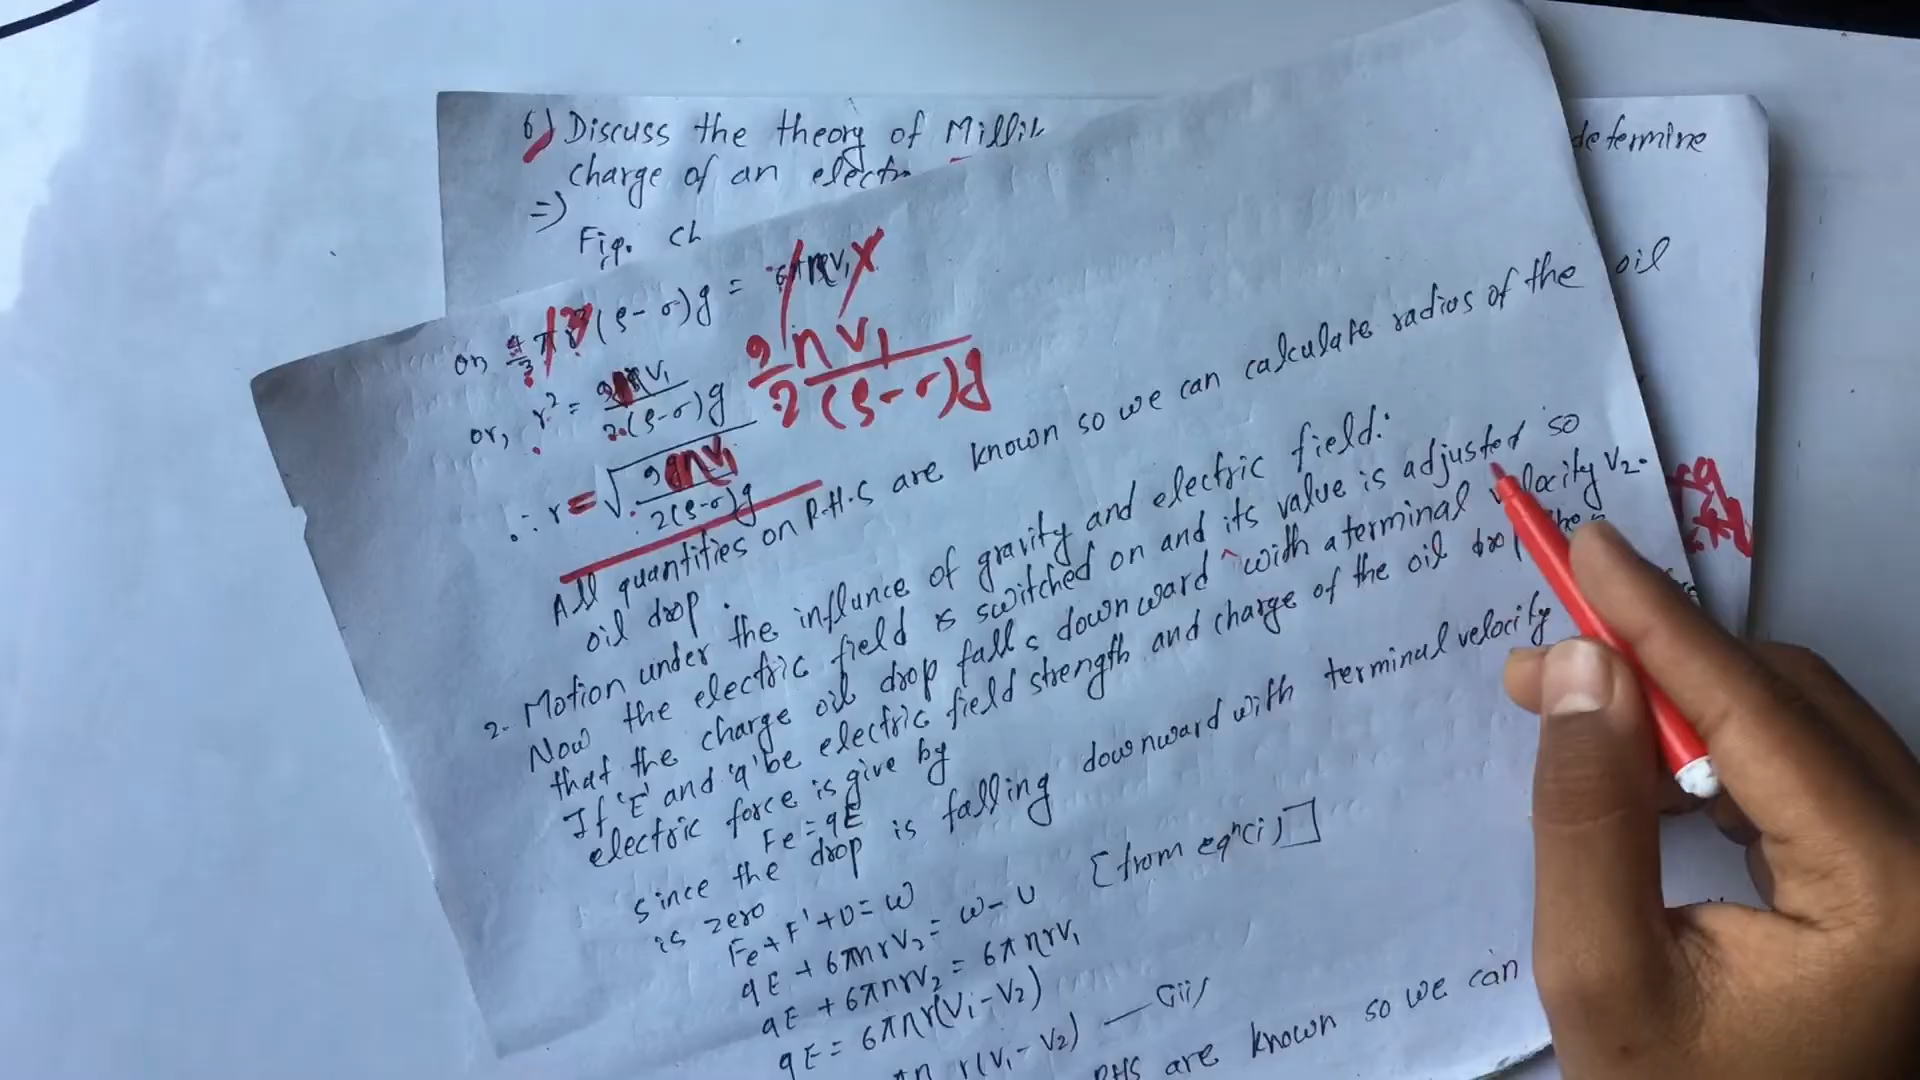 6) Discuss the theory of Millik
determine
charge of an electr
=)
Fig. ch
or, 4/3 π r³ (ρ-σ)g = 6πηrv₁
or, r² = 9ηv₁ / 2(ρ-σ)g
9/2 ηv₁ / (ρ-σ)g
∴ r = √ 9ηv₁ / 2(ρ-σ)g
All quantities on R.H.S are known so we can calculate radios of the oil
oil drop.
2. Motion under the influnce of gravity and electric field:
Now the electric field is switched on and its value is adjusted so
that the charge oil drop falls downward ^ with a terminal velocity V₂.
If 'E' and 'q' be electric field strength and charge of the oil drop
electric force is give by
Fe = qE
since the drop is falling downward with terminal velocity
is zero
Fe + F' + U = W
qE + 6πηrV₂ = W - U [from eqⁿ(i)]
qE + 6πηrV₂ = 6πηrV₁
qE = 6πηr(V₁-V₂)
r(V₁-V₂) — (ii)
RHS are known so we can